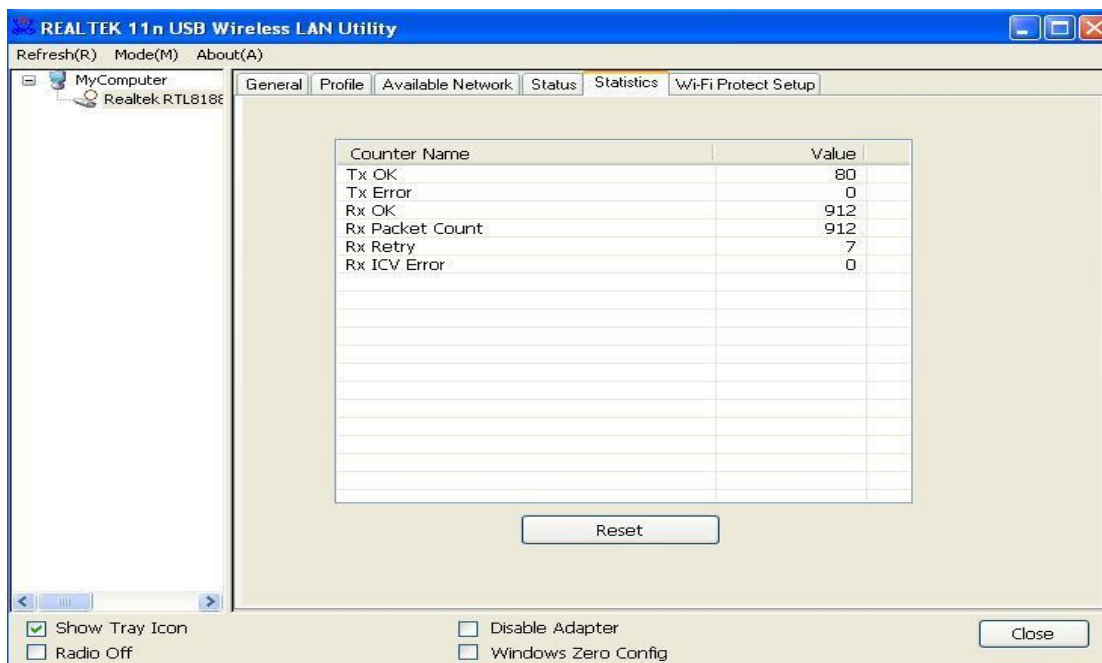 REALTEK 11n USB Wireless LAN Utility
Refresh(R) Mode(M) About(A)
MyComputer
Realtek RTL8188
General Profile Available Network Status Statistics Wi-Fi Protect Setup
Counter Name Value
Tx OK 80
Tx Error 0
Rx OK 912
Rx Packet Count 912
Rx Retry 7
Rx ICV Error 0
Reset
Show Tray Icon Disable Adapter
Radio Off Windows Zero Config
Close